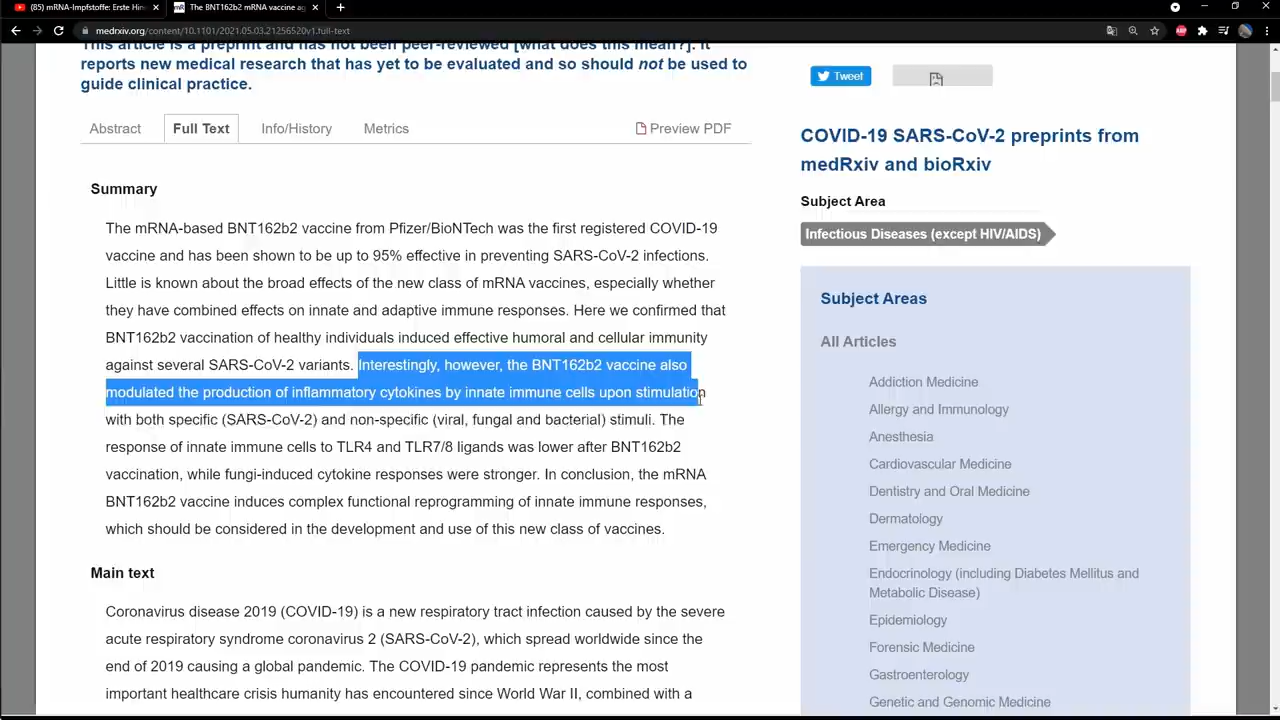 (85) mRNA-Impfstoffe: Erste Hin
The BNT162b2 mRNA vaccine ag
medrxiv.org/content/10.1101/2021.05.03.21256520v1.full-text
This article is a preprint and has not been peer-reviewed [what does this mean?]. It
reports new medical research that has yet to be evaluated and so should not be used to
guide clinical practice.
Tweet
Abstract
Full Text
Info/History
Metrics
Preview PDF
Summary
The mRNA-based BNT162b2 vaccine from Pfizer/BioNTech was the first registered COVID-19
vaccine and has been shown to be up to 95% effective in preventing SARS-CoV-2 infections.
Little is known about the broad effects of the new class of mRNA vaccines, especially whether
they have combined effects on innate and adaptive immune responses. Here we confirmed that
BNT162b2 vaccination of healthy individuals induced effective humoral and cellular immunity
against several SARS-CoV-2 variants. Interestingly, however, the BNT162b2 vaccine also
modulated the production of inflammatory cytokines by innate immune cells upon stimulation
with both specific (SARS-CoV-2) and non-specific (viral, fungal and bacterial) stimuli. The
response of innate immune cells to TLR4 and TLR7/8 ligands was lower after BNT162b2
vaccination, while fungi-induced cytokine responses were stronger. In conclusion, the mRNA
BNT162b2 vaccine induces complex functional reprogramming of innate immune responses,
which should be considered in the development and use of this new class of vaccines.
Main text
Coronavirus disease 2019 (COVID-19) is a new respiratory tract infection caused by the severe
acute respiratory syndrome coronavirus 2 (SARS-CoV-2), which spread worldwide since the
end of 2019 causing a global pandemic. The COVID-19 pandemic represents the most
important healthcare crisis humanity has encountered since World War II, combined with a
COVID-19 SARS-CoV-2 preprints from
medRxiv and bioRxiv
Subject Area
Infectious Diseases (except HIV/AIDS)
Subject Areas
All Articles
Addiction Medicine
Allergy and Immunology
Anesthesia
Cardiovascular Medicine
Dentistry and Oral Medicine
Dermatology
Emergency Medicine
Endocrinology (including Diabetes Mellitus and
Metabolic Disease)
Epidemiology
Forensic Medicine
Gastroenterology
Genetic and Genomic Medicine